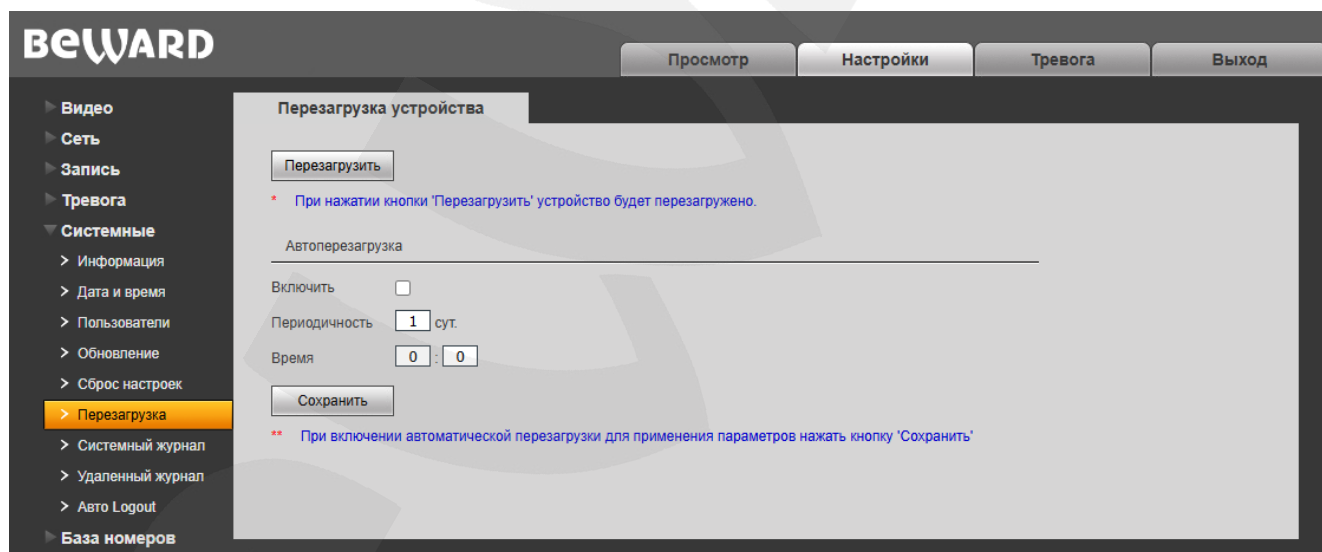 BEWARD
Просмотр Настройки Тревога Выход
Видео
Сеть
Запись
Тревога
Системные
> Информация
> Дата и время
> Пользователи
> Обновление
> Сброс настроек
> Перезагрузка
> Системный журнал
> Удаленный журнал
> Авто Logout
База номеров
Перезагрузка устройства
Перезагрузить
* При нажатии кнопки 'Перезагрузить' устройство будет перезагружено.
Автоперезагрузка
Включить
Периодичность 1 сут.
Время 0 : 0
Сохранить
** При включении автоматической перезагрузки для применения параметров нажать кнопку 'Сохранить'